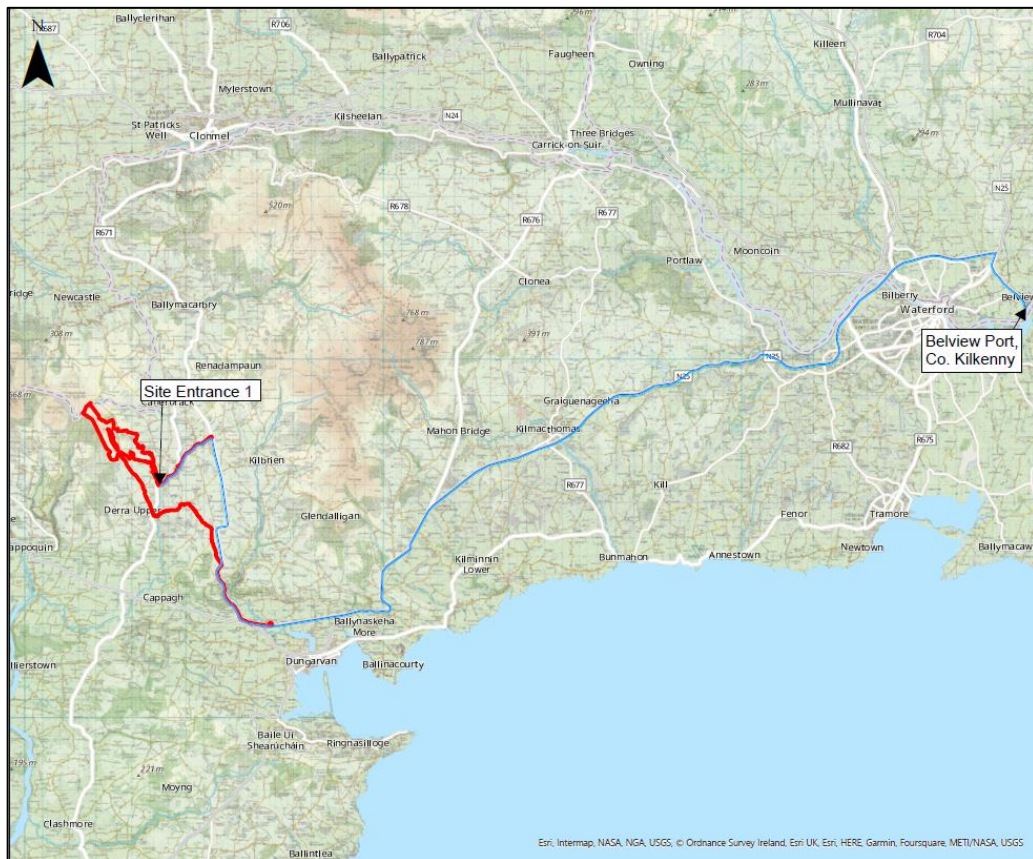 N
R687
Ballyclerihan
R706
Faugheen
Owning
Killeen
R704
Ballypatrick
283 m
Mullinavat
Mylerstown
Kilsheelan
N24
St Patricks
Well
Clonmel
Three Bridges
Carrick-on-Suir
294 m
N25
520 m
R678
R676
R677
R671
Mooncoin
Portlaw
Clonea
Newcastle
Ballymacarbry
768 m
Bilberry
Waterford
Belview
308 m
787 m
391 m
Belview Port,
Co. Kilkenny
Renadampaun
N25
N25
Site Entrance 1
668 m
Graiguenageeha
Mahon Bridge
Kilmacthomas
R682
R675
Kilbrien
R677
Kill
Derra Upper
Glendalligan
Fenor
Tramore
Kilminnin
Lower
Bunmahon
Annestown
Newtown
Cappagh
Ballynaskeha
More
Dungarvan
Ballinacourty
Baile Uí
Shearúcháin
Ringnasilloge
195 m
221 m
Moyng
Clashmore
Ballintlea
Esri, Intermap, NASA, NGA, USGS, © Ordnance Survey Ireland, Esri UK, Esri, HERE, Garmin, Foursquare, METI/NASA, USGS